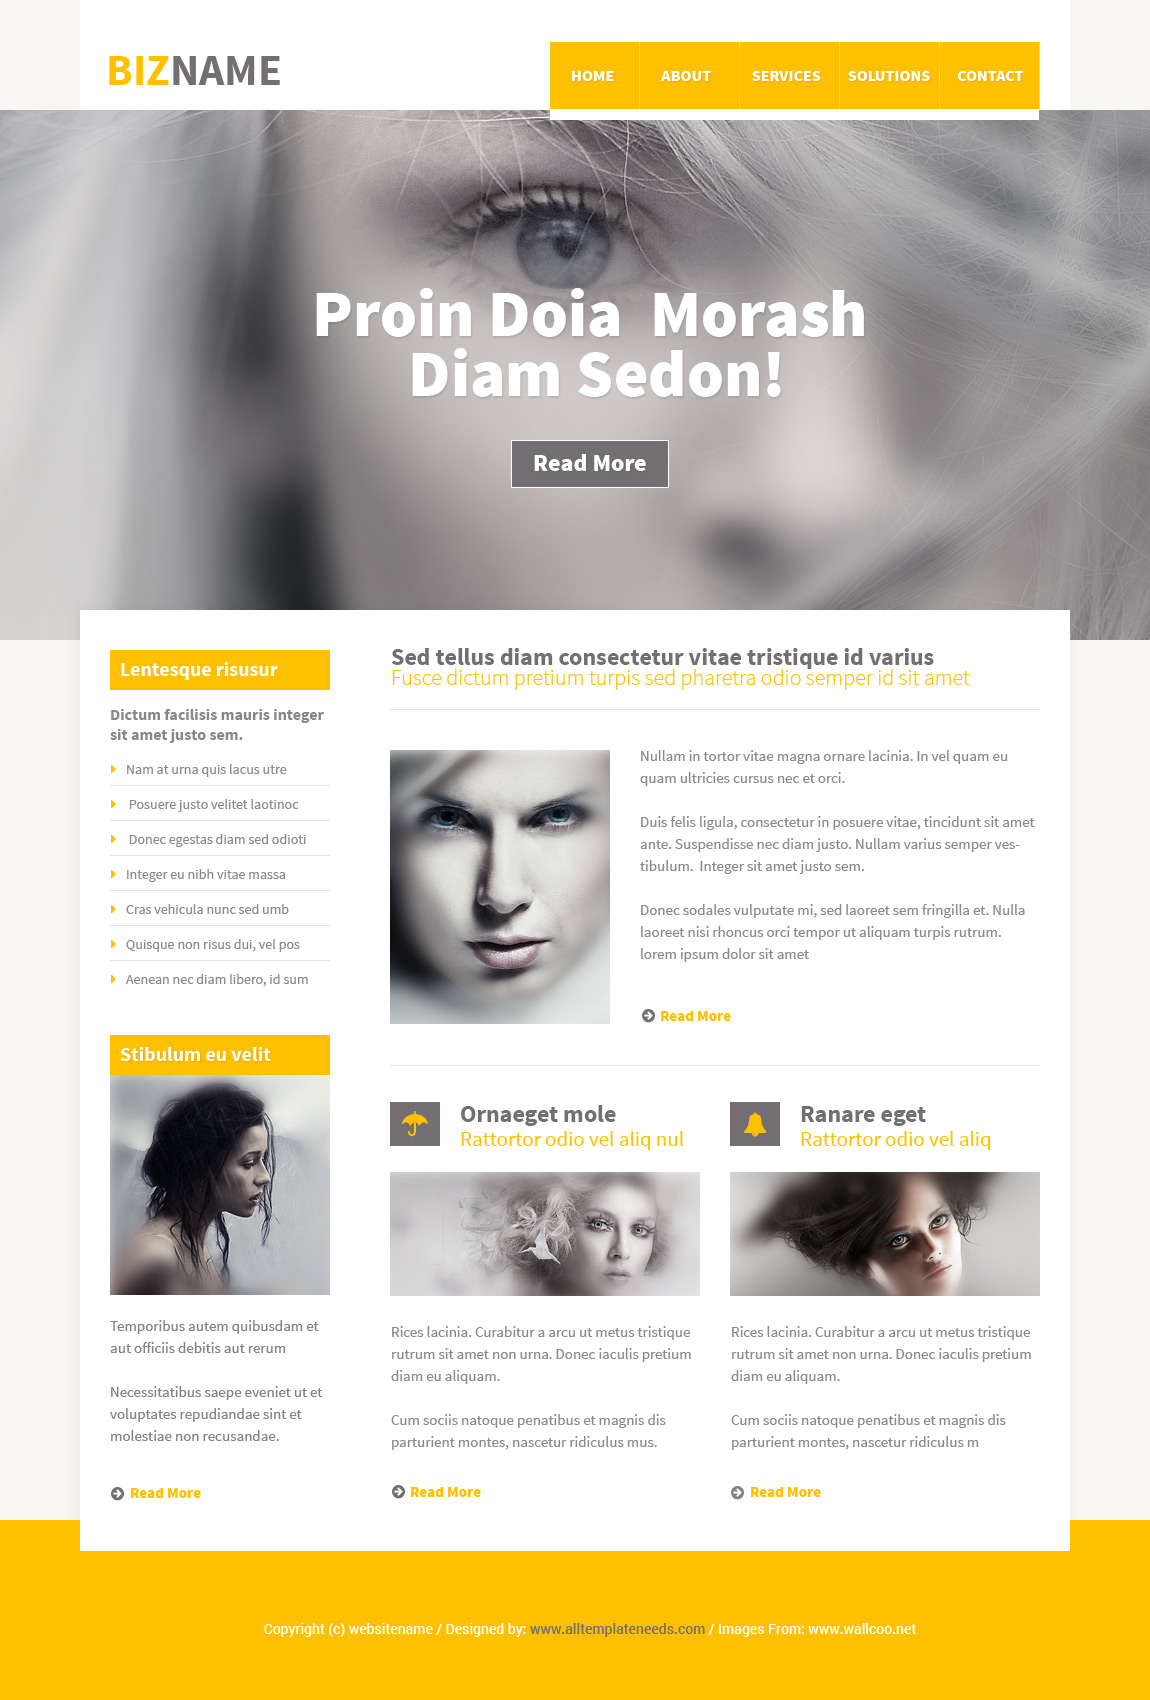 BIZNAME
HOME ABOUT SERVICES SOLUTIONS CONTACT
Proin Doia  Morash
Diam Sedon!
Read More
Lentesque risusur
Dictum facilisis mauris integer
sit amet justo sem.
Nam at urna quis lacus utre
Posuere justo velitet laotinoc
Donec egestas diam sed odioti
Integer eu nibh vitae massa
Cras vehicula nunc sed umb
Quisque non risus dui, vel pos
Aenean nec diam libero, id sum
Stibulum eu velit
Temporibus autem quibusdam et
aut officiis debitis aut rerum
Necessitatibus saepe eveniet ut et
voluptates repudiandae sint et
molestiae non recusandae.
Read More
Sed tellus diam consectetur vitae tristique id varius
Fusce dictum pretium turpis sed pharetra odio semper id sit amet
Nullam in tortor vitae magna ornare lacinia. In vel quam eu
quam ultricies cursus nec et orci.
Duis felis ligula, consectetur in posuere vitae, tincidunt sit amet
ante. Suspendisse nec diam justo. Nullam varius semper ves-
tibulum.  Integer sit amet justo sem.
Donec sodales vulputate mi, sed laoreet sem fringilla et. Nulla
laoreet nisi rhoncus orci tempor ut aliquam turpis rutrum.
lorem ipsum dolor sit amet
Read More
Ornaeget mole
Rattortor odio vel aliq nul
Rices lacinia. Curabitur a arcu ut metus tristique
rutrum sit amet non urna. Donec iaculis pretium
diam eu aliquam.
Cum sociis natoque penatibus et magnis dis
parturient montes, nascetur ridiculus mus.
Read More
Ranare eget
Rattortor odio vel aliq
Rices lacinia. Curabitur a arcu ut metus tristique
rutrum sit amet non urna. Donec iaculis pretium
diam eu aliquam.
Cum sociis natoque penatibus et magnis dis
parturient montes, nascetur ridiculus m
Read More
Copyright (c) websitename / Designed by: www.alltemplateneeds.com / Images From: www.wallcoo.net